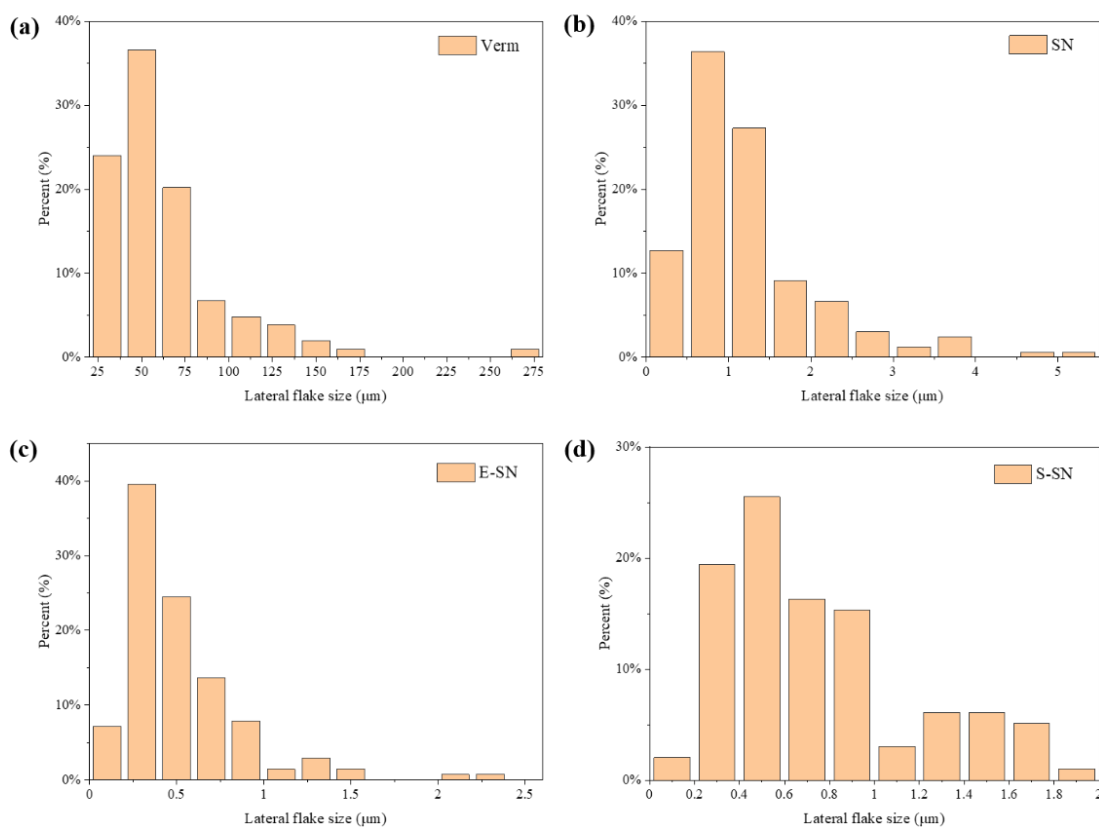 (a)
40%
30%
20%
10%
0%
Percent (%)
Verm
25 50 75 100 125 150 175 200 225 250 275
Lateral flake size (μm)
(b)
40%
30%
20%
10%
0%
Percent (%)
SN
0 1 2 3 4 5
Lateral flake size (μm)
(c)
40%
30%
20%
10%
0%
Percent (%)
E-SN
0 0.5 1 1.5 2 2.5
Lateral flake size (μm)
(d)
30%
20%
10%
0%
Percent (%)
S-SN
0 0.2 0.4 0.6 0.8 1 1.2 1.4 1.6 1.8 2
Lateral flake size (μm)